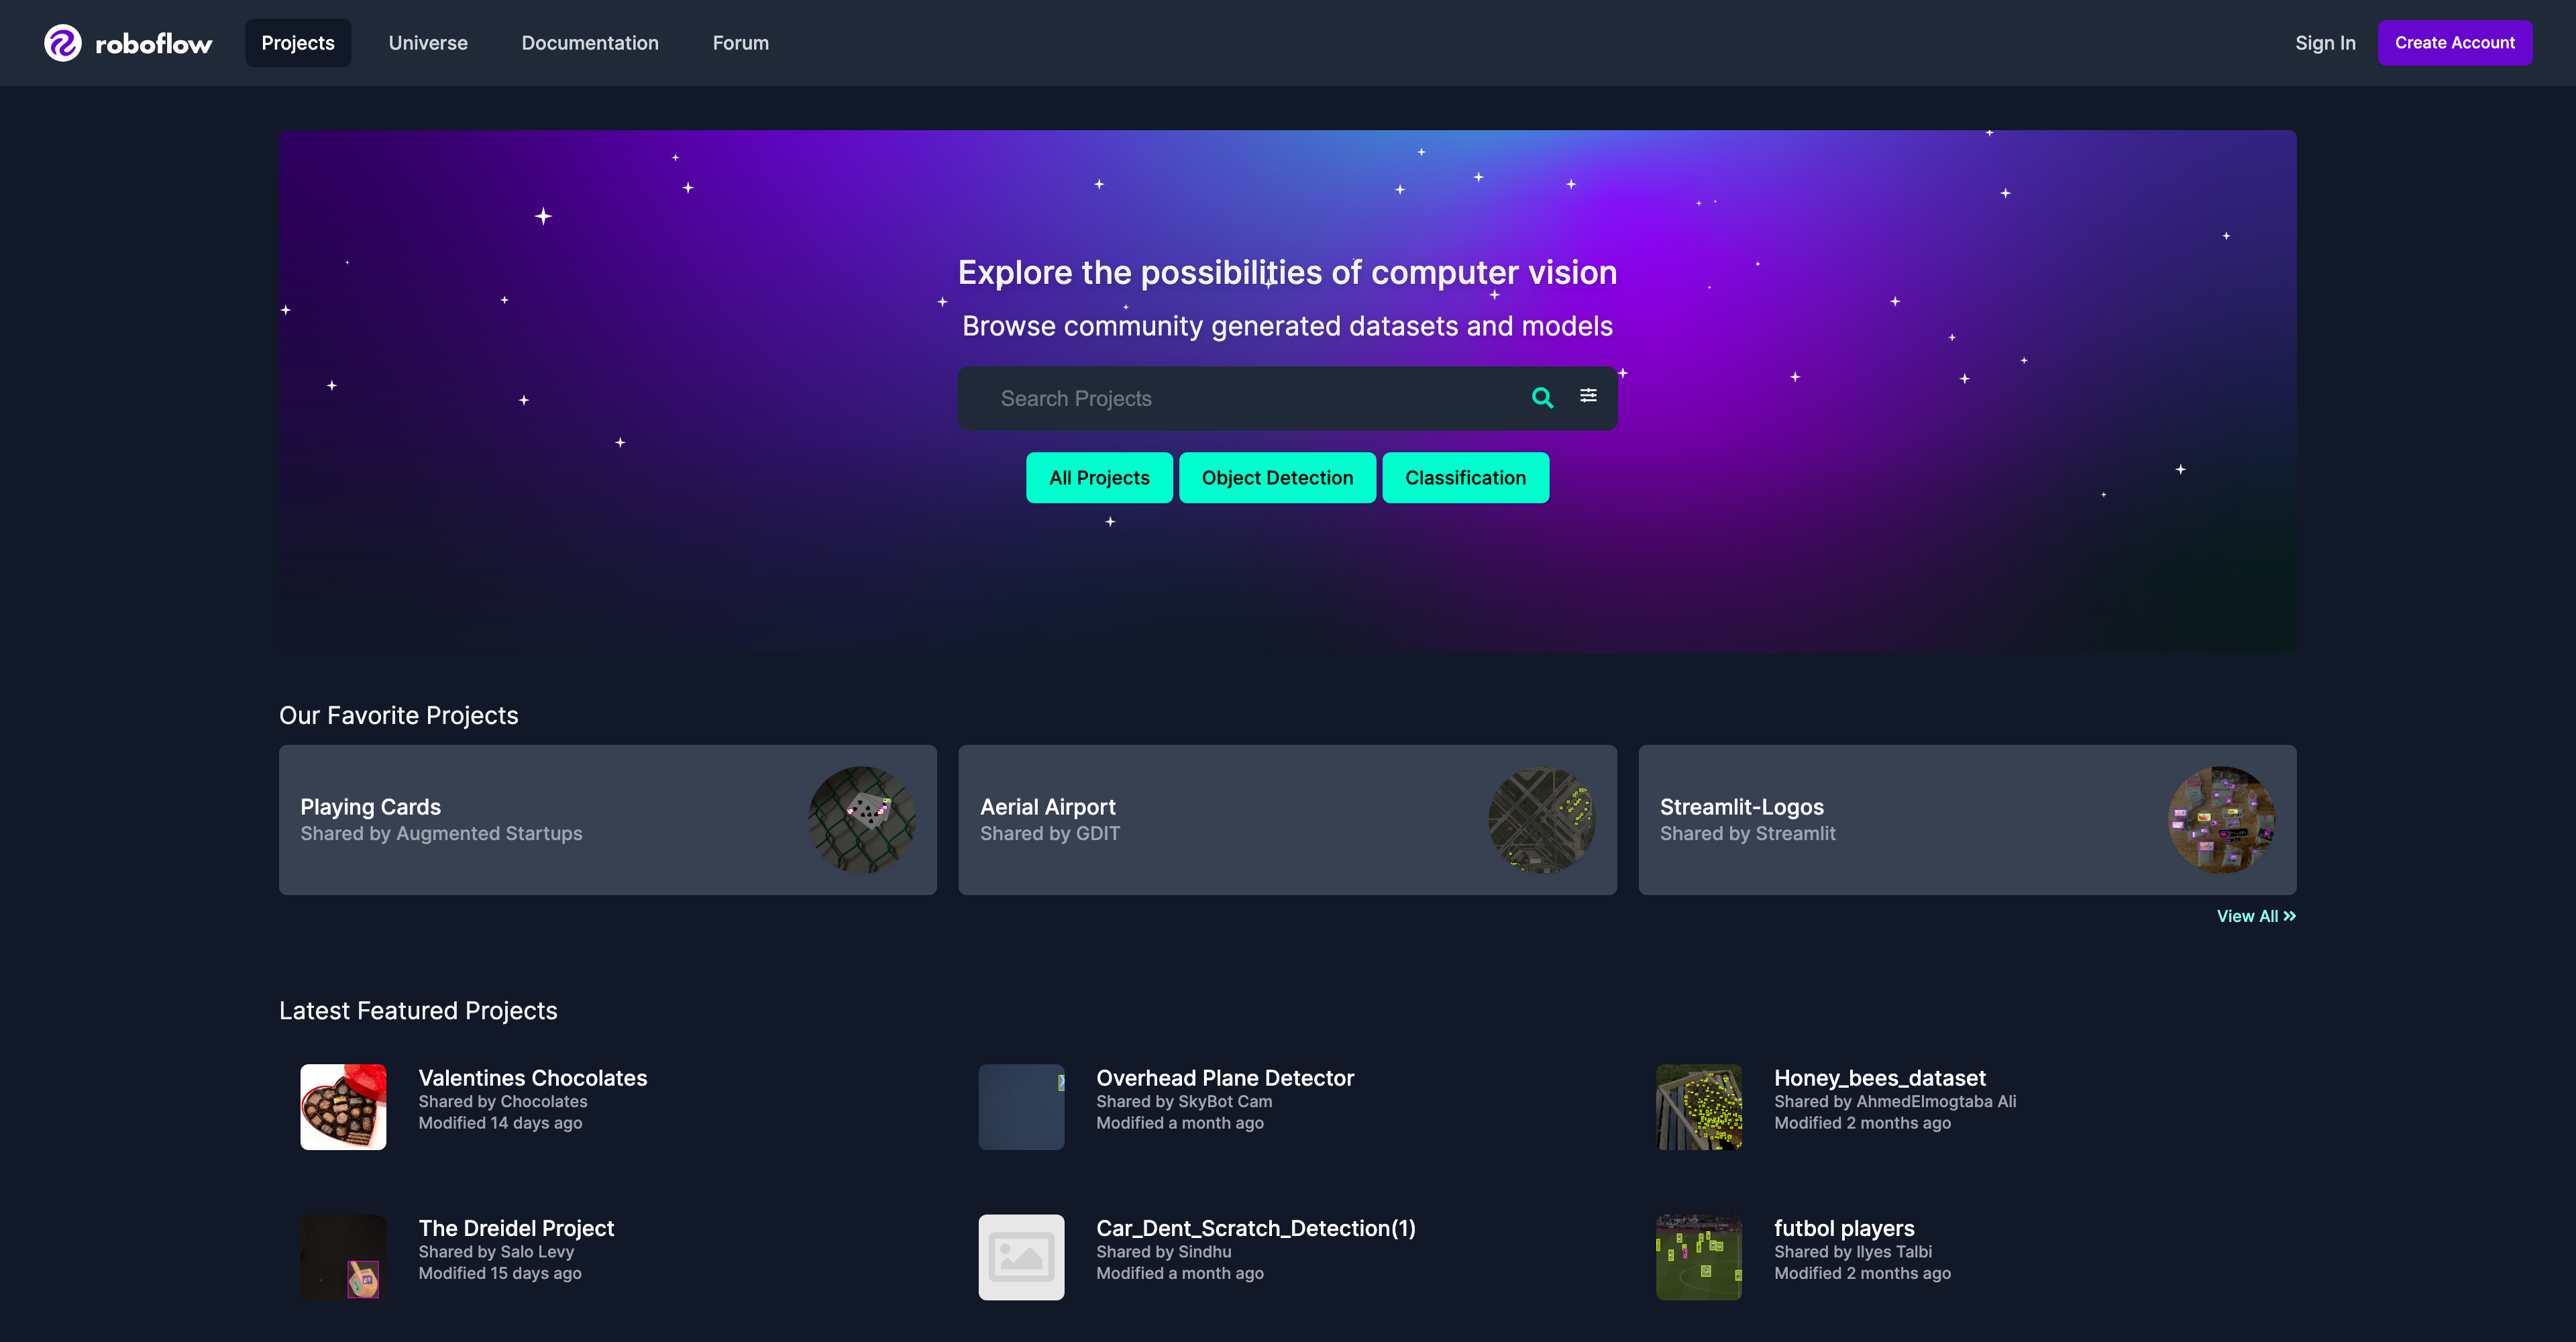 roboflow
Projects
Universe
Documentation
Forum
Sign In
Create Account
Explore the possibilities of computer vision
Browse community generated datasets and models
Search Projects
All Projects
Object Detection
Classification
Our Favorite Projects
Playing Cards
Shared by Augmented Startups
Aerial Airport
Shared by GDIT
Streamlit-Logos
Shared by Streamlit
View All
Latest Featured Projects
Valentines Chocolates
Shared by Chocolates
Modified 14 days ago
Overhead Plane Detector
Shared by SkyBot Cam
Modified a month ago
Honey_bees_dataset
Shared by AhmedElmogtaba Ali
Modified 2 months ago
The Dreidel Project
Shared by Salo Levy
Modified 15 days ago
Car_Dent_Scratch_Detection(1)
Shared by Sindhu
Modified a month ago
futbol players
Shared by Ilyes Talbi
Modified 2 months ago